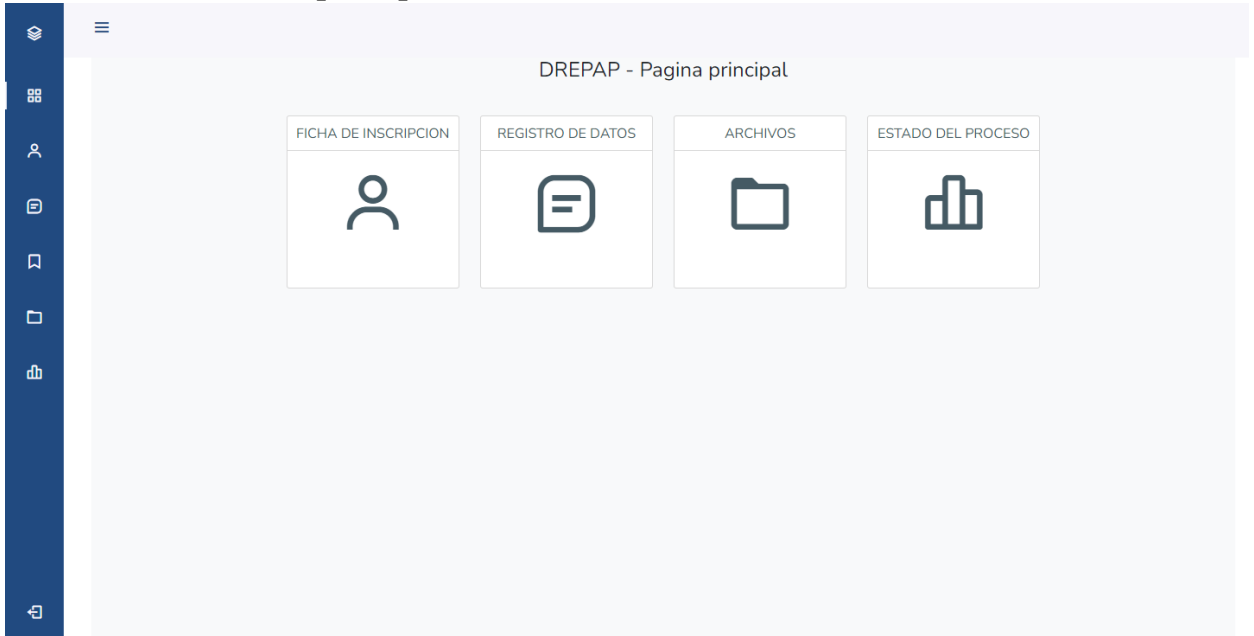 DREPAP - Pagina principal
FICHA DE INSCRIPCION
REGISTRO DE DATOS
ARCHIVOS
ESTADO DEL PROCESO